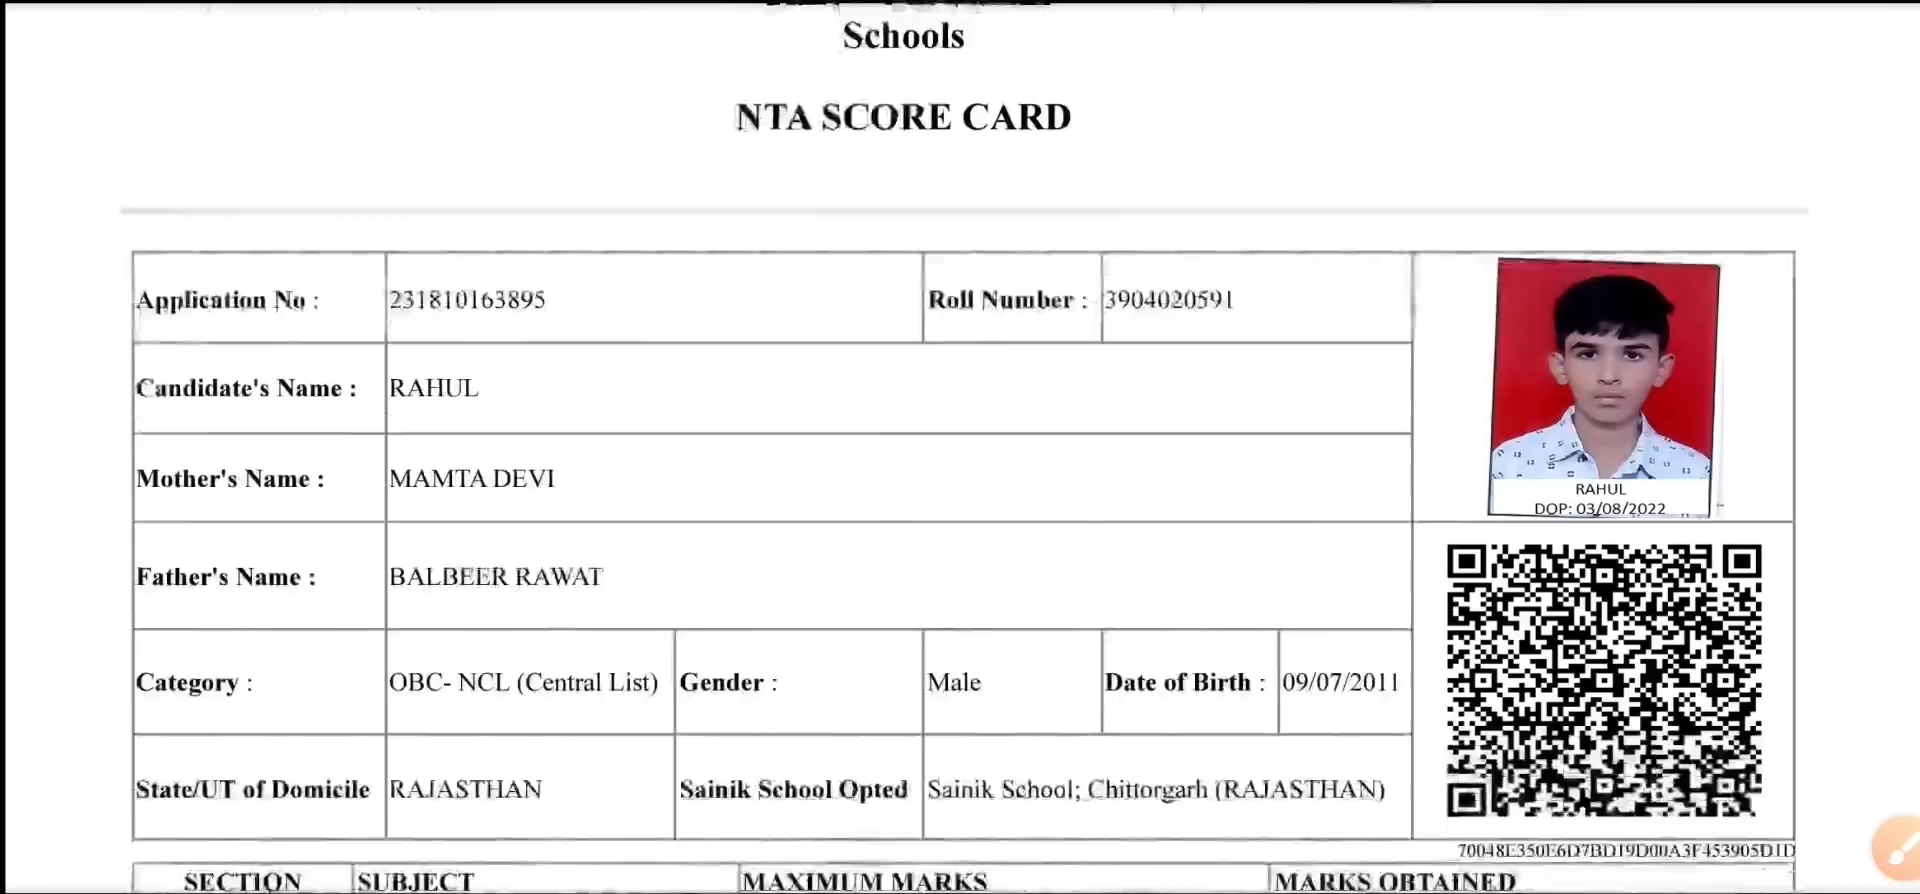 Schools
NTA SCORE CARD
Application No : 231810163895 Roll Number : 3904020591
Candidate's Name : RAHUL
Mother's Name : MAMTA DEVI
RAHUL
DOP: 03/08/2022
Father's Name : BALBEER RAWAT
Category : OBC- NCL (Central List) Gender : Male Date of Birth : 09/07/2011
State/UT of Domicile RAJASTHAN Sainik School Opted Sainik School; Chittorgarh (RAJASTHAN)
70048E350E6D7BD19D00A3F453905D1D
SECTION SUBJECT MAXIMUM MARKS MARKS OBTAINED